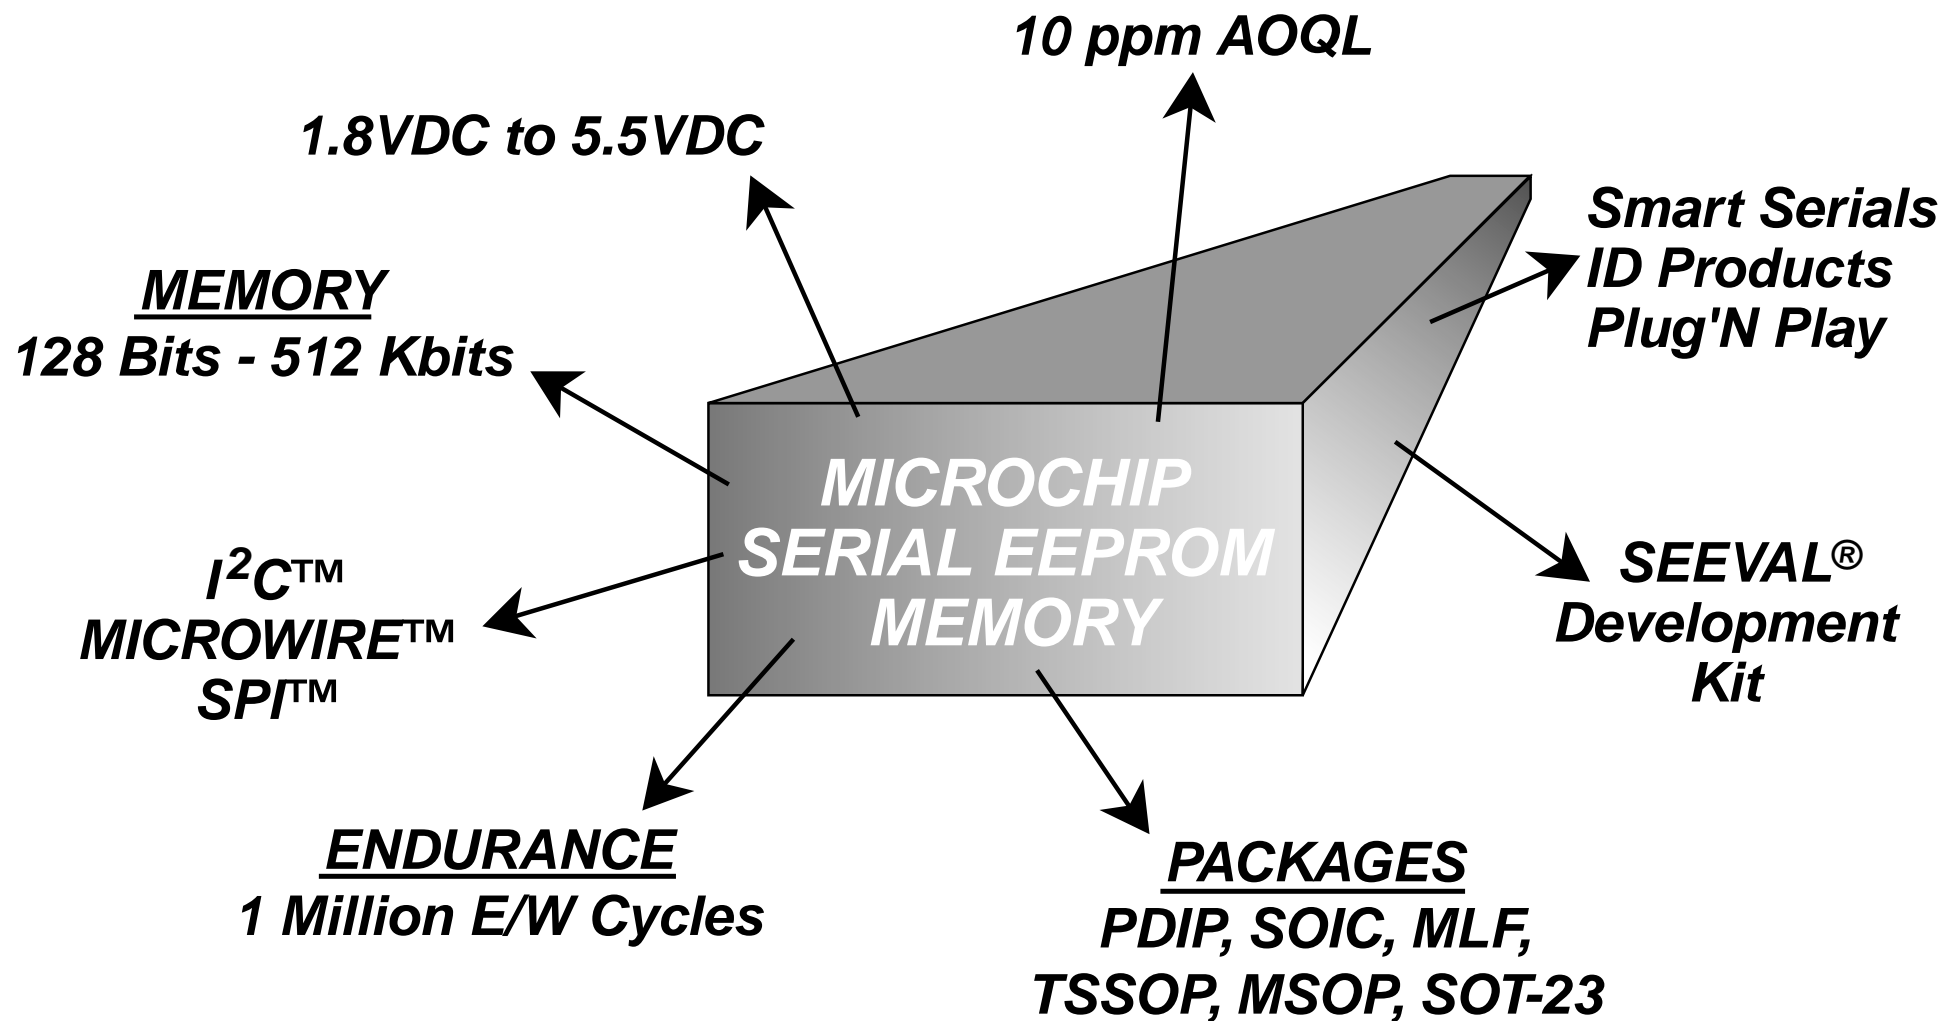 10 ppm AOQL
1.8VDC to 5.5VDC
Smart Serials
ID Products
Plug'N Play
MEMORY
128 Bits - 512 Kbits
MICROCHIP
SERIAL EEPROM
MEMORY
I²C™
MICROWIRE™
SPI™
SEEVAL®
Development
Kit
ENDURANCE
1 Million E/W Cycles
PACKAGES
PDIP, SOIC, MLF,
TSSOP, MSOP, SOT-23